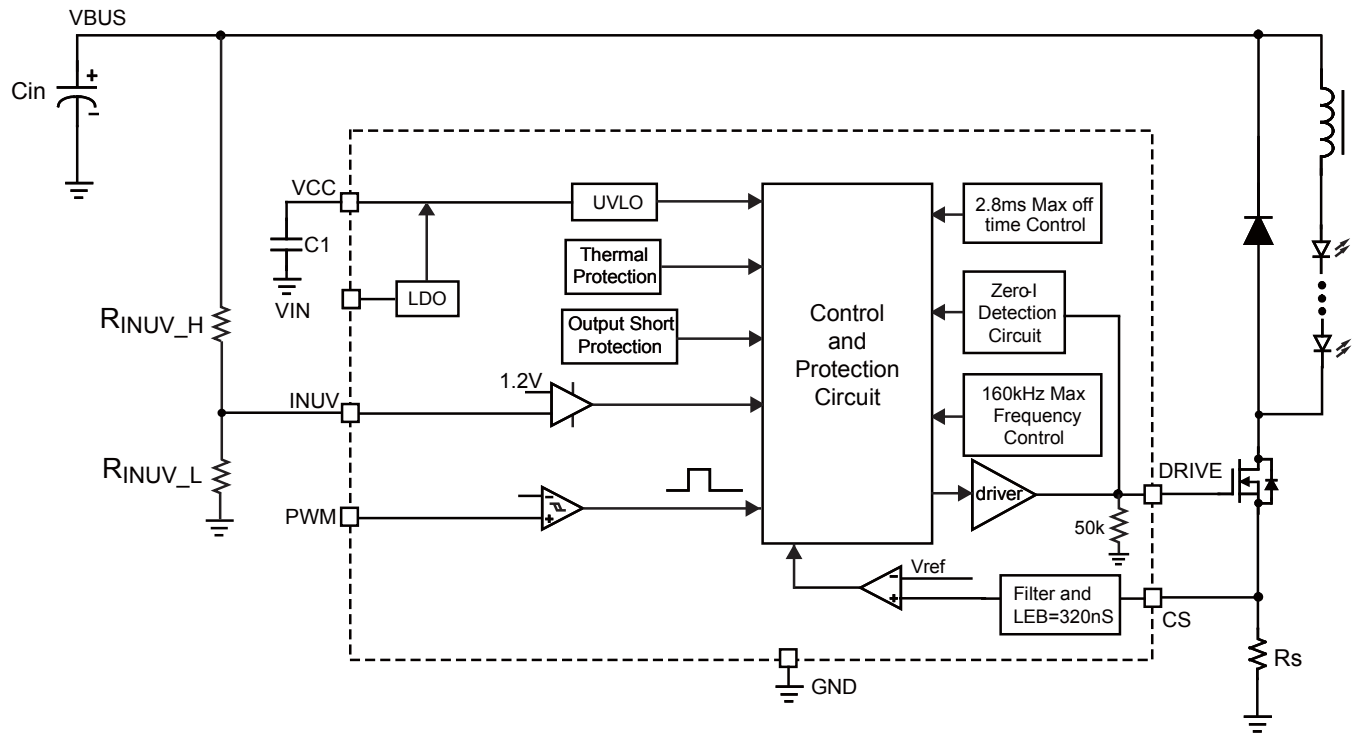 VBUS
Cin
+
−
VCC
C1
VIN
LDO
UVLO
Thermal
Protection
Output Short
Protection
R_INUV_H
INUV
1.2V
R_INUV_L
PWM
−
+
Control
and
Protection
Circuit
2.8ms Max off
time Control
Zero-I
Detection
Circuit
160kHz Max
Frequency
Control
driver
DRIVE
50k
Vref
−
+
Filter and
LEB=320nS
CS
Rs
GND